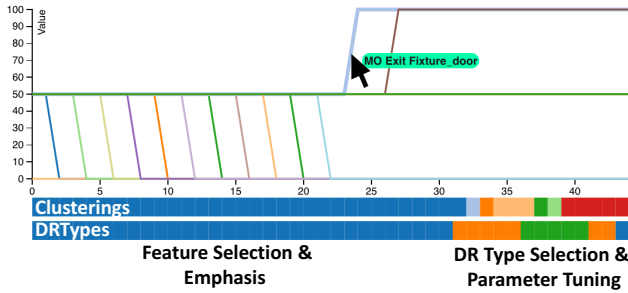 100
90
80
70
60
50
40
30
20
10
0
Value
MO Exit Fixture_door
0 5 10 15 20 25 30 35 40
Clusterings
DRTypes
Feature Selection &
Emphasis
DR Type Selection &
Parameter Tuning